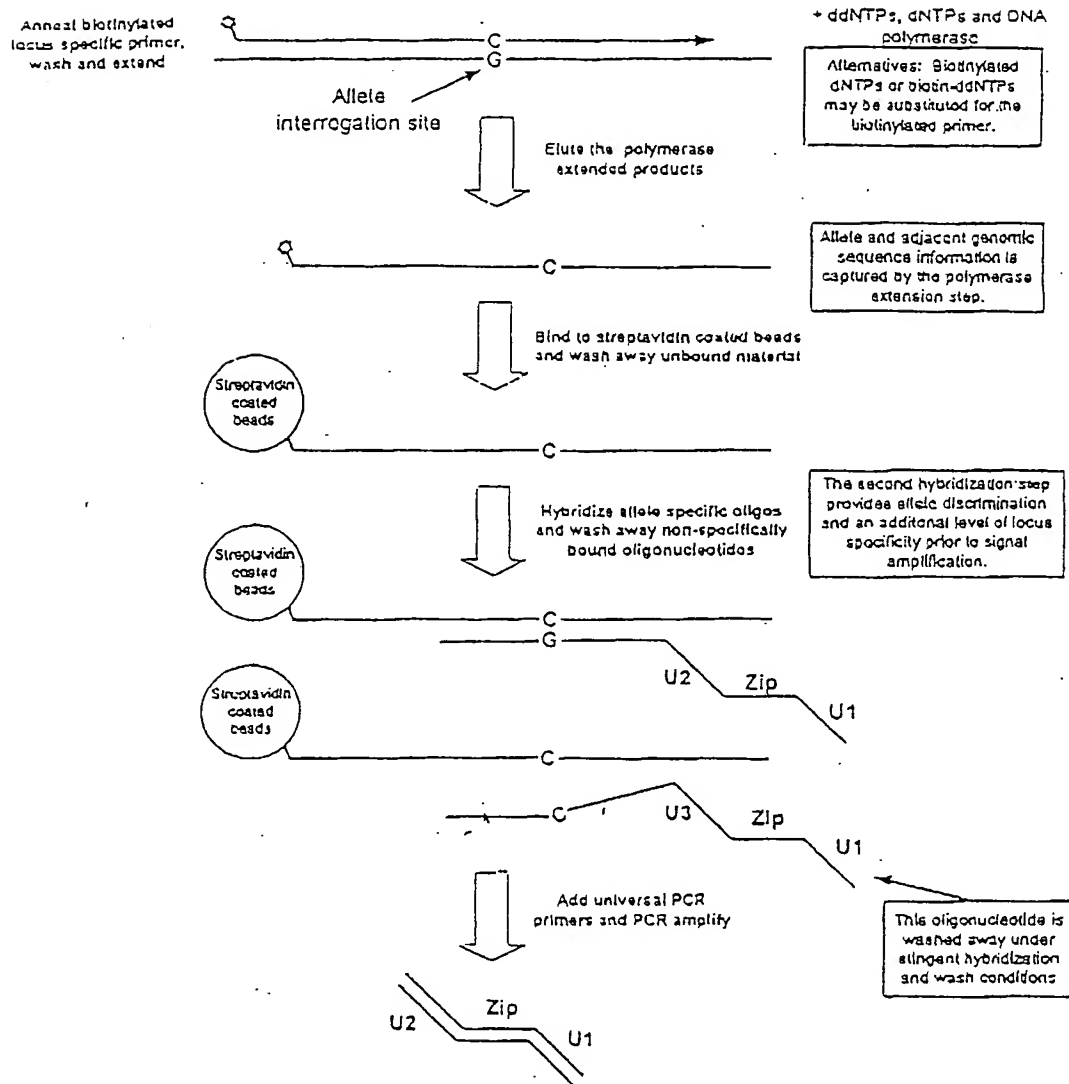 Anneal biotinylated
locus specific primer,
wash and extend
C
G
+ ddNTPs, dNTPs and DNA
polymerase
Alternatives: Biotinylated
dNTPs or biotin-ddNTPs
may be substituted for the
biotinylated primer.
Allele
interrogation site
Elute the polymerase
extended products
C
Allele and adjacent genomic
sequence information is
captured by the polymerase
extension step.
Bind to streptavidin coated beads
and wash away unbound material
Streptavidin
coated
beads
C
Hybridize allele specific oligos
and wash away non-specifically
bound oligonucleotides
The second hybridization step
provides allelic discrimination
and an additonal level of locus
specificity prior to signal
amplification.
Streptavidin
coated
beads
C
G
U2
Zip
U1
Streptavidin
coated
beads
C
C
U3
Zip
U1
Add universal PCR
primers and PCR amplify
This oligonucleotide is
washed away under
stingent hybridization
and wash conditions
U2
Zip
U1